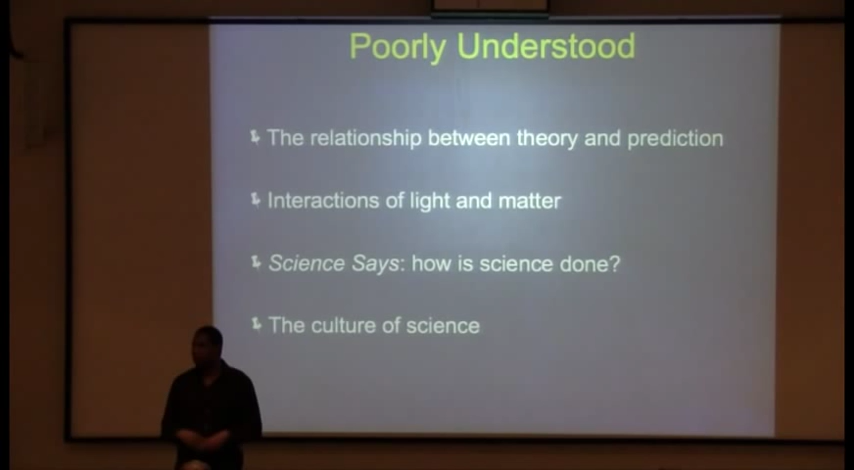 Poorly Understood
The relationship between theory and prediction
Interactions of light and matter
Science Says: how is science done?
The culture of science